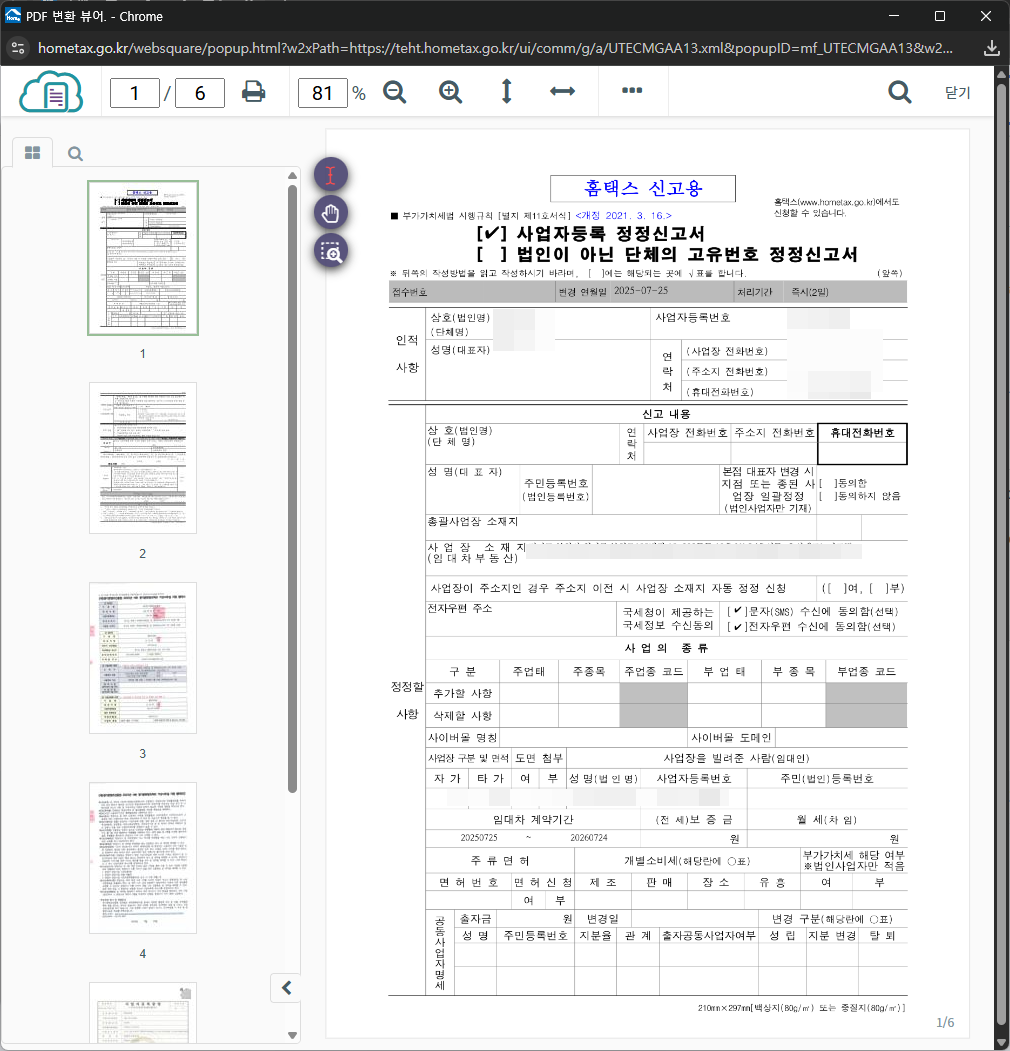 PDF 변환 뷰어. - Chrome
hometax.go.kr/websquare/popup.html?w2xPath=https://teht.hometax.go.kr/ui/comm/g/a/UTECMGAA13.xml&popupID=mf_UTECMGAA13&w2...
1 / 6
81 %
닫기
1
2
3
4
홈택스 신고용
홈택스(www.hometax.go.kr)에서도
신청할 수 있습니다.
■ 부가가치세법 시행규칙 [별지 제11호서식] <개정 2021. 3. 16.>
[✔] 사업자등록 정정신고서
[ ] 법인이 아닌 단체의 고유번호 정정신고서
※ 뒤쪽의 작성방법을 읽고 작성하시기 바라며, [ ]에는 해당되는 곳에 √표를 합니다. (앞쪽)
접수번호 변경 연월일 2025-07-25 처리기간 즉시(2일)
인적
사항
상호(법인명)
(단체명)
사업자등록번호
성명(대표자)
연
락
처
(사업장 전화번호)
(주소지 전화번호)
(휴대전화번호)
신고 내용
상 호(법인명)
(단 체 명)
연
락
처
사업장 전화번호 주소지 전화번호 휴대전화번호
성 명(대 표 자)
주민등록번호
(법인등록번호)
본점 대표자 변경 시
지점 또는 종된 사
업장 일괄정정
(법인사업자만 기재)
[ ]동의함
[ ]동의하지 않음
총괄사업장 소재지
사 업 장 소 재 지
(임 대 차 부 동 산)
사업장이 주소지인 경우 주소지 이전 시 사업장 소재지 자동 정정 신청 ([ ]여, [ ]부)
전자우편 주소
국세청이 제공하는
국세정보 수신동의
[✔]문자(SMS) 수신에 동의함(선택)
[✔]전자우편 수신에 동의함(선택)
사 업 의 종 류
구 분 주업태 주종목 주업종 코드 부 업 태 부 종 목 부업종 코드
정정할
사항
추가할 사항
삭제할 사항
사이버몰 명칭 사이버몰 도메인
사업장 구분 및 면적 도면 첨부 사업장을 빌려준 사람(임대인)
자 가 타 가 여 부 성 명(법 인 명) 사업자등록번호 주민(법인)등록번호
임대차 계약기간 (전 세)보 증 금 월 세(차 임)
20250725 ~ 20260724 원 원
주 류 면 허 개별소비세(해당란에 ○표)
부가가치세 해당 여부
※법인사업자만 적음
면 허 번 호 면 허 신 청 제 조 판 매 장 소 유 흥 여 부
여 부
공동사업자명세
출자금 원 변경일 변경 구분(해당란에 ○표)
성 명 주민등록번호 지분율 관 계 출자공동사업자여부 성 립 지분 변경 탈 퇴
210mm×297mm[백상지(80g/㎡) 또는 중질지(80g/㎡)]
1/6